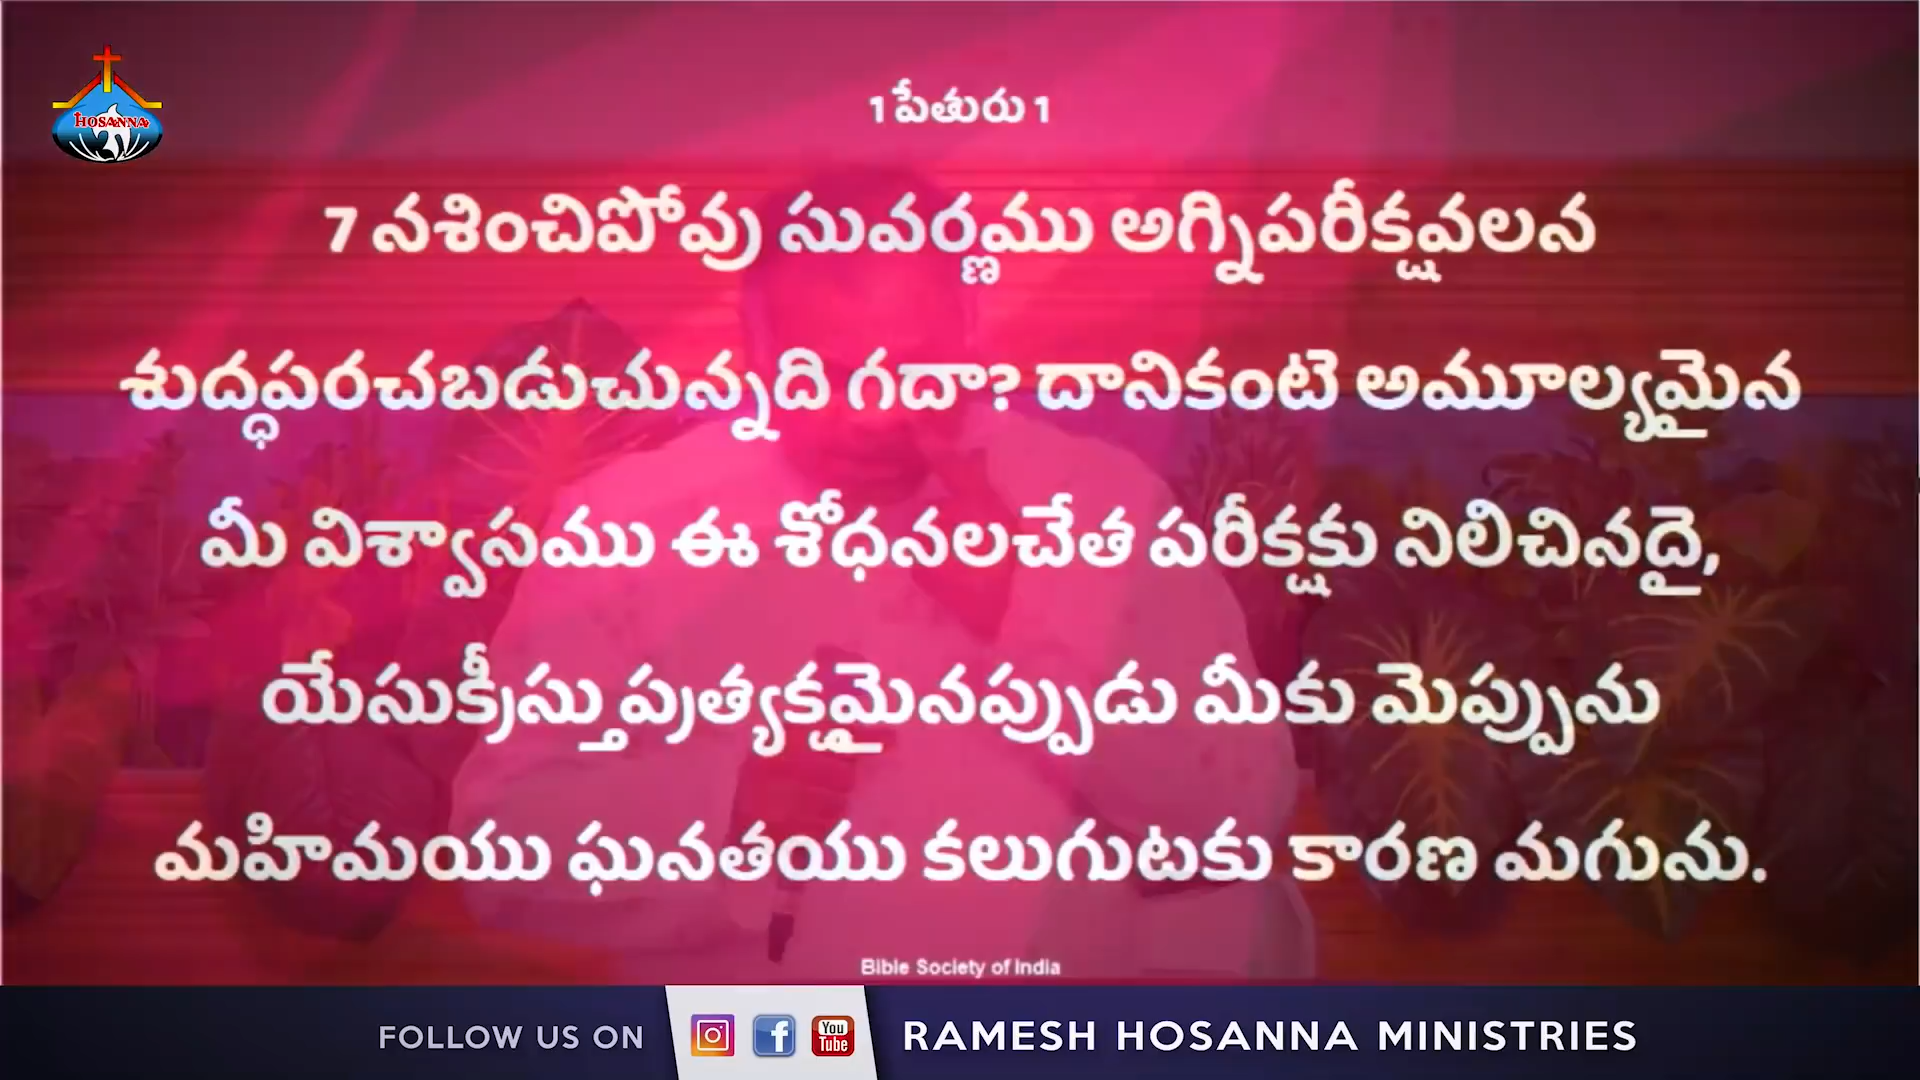 HOSANNA
1 పేతురు 1
7 నశించిపోవు సువర్ణము అగ్నిపరీక్షవలన
శుద్ధపరచబడుచున్నది గదా? దానికంటె అమూల్యమైన
మీ విశ్వాసము ఈ శోధనలచేత పరీక్షకు నిలిచినదై,
యేసుక్రీస్తు ప్రత్యక్షమైనప్పుడు మీకు మెప్పును
మహిమయు ఘనతయు కలుగుటకు కారణ మగును.
Bible Society of India
FOLLOW US ON You Tube RAMESH HOSANNA MINISTRIES